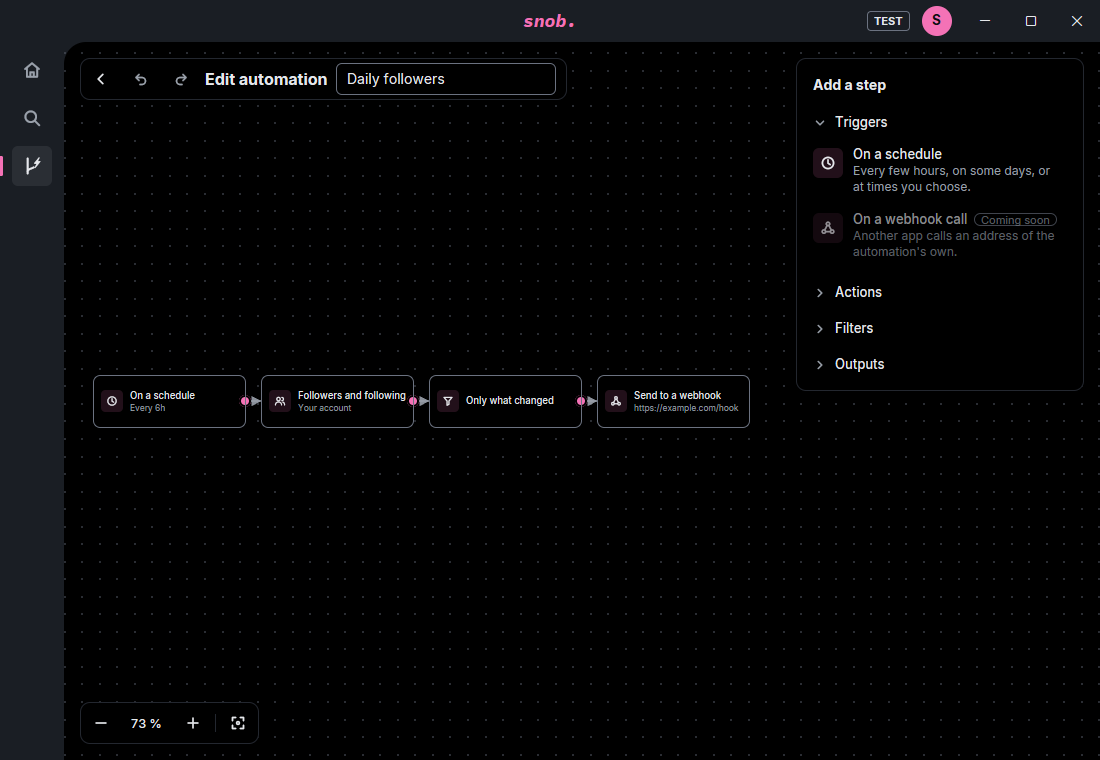 snob.
TEST
S
Edit automation
Daily followers
Add a step
Triggers
On a schedule
Every few hours, on some days, or
at times you choose.
On a webhook call
Coming soon
Another app calls an address of the
automation's own.
Actions
Filters
Outputs
On a schedule
Every 6h
Followers and following
Your account
Only what changed
Send to a webhook
https://example.com/hook
73 %